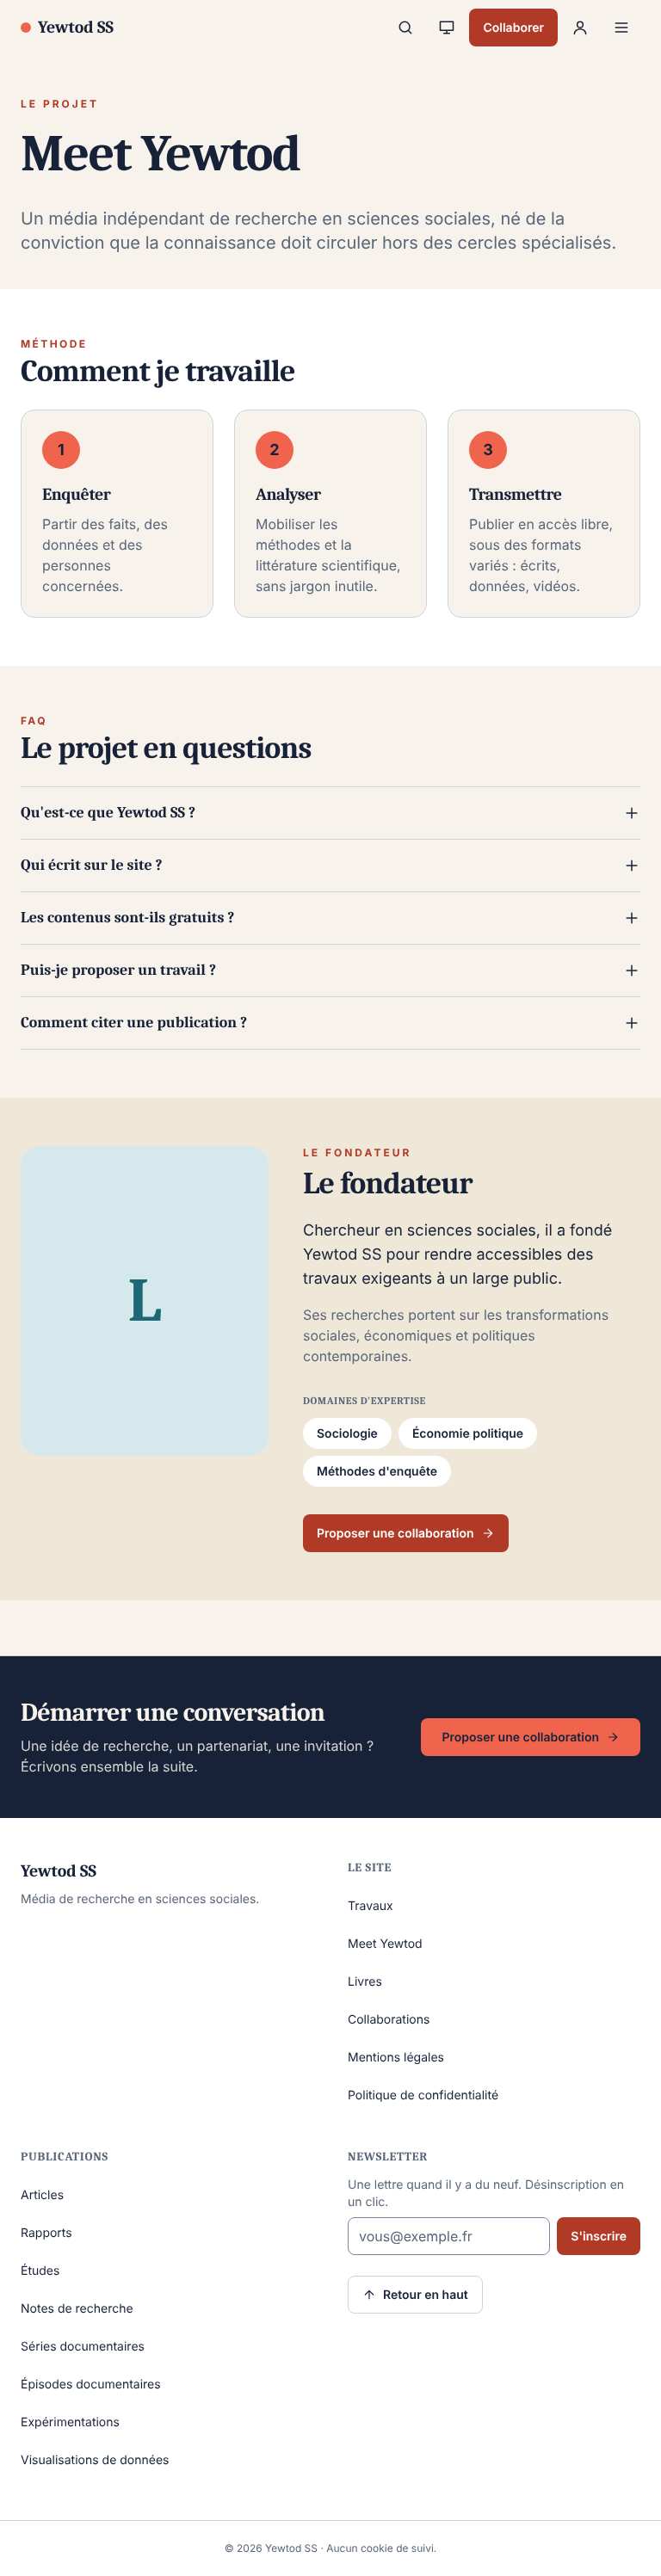 Yewtod SS
Collaborer
LE PROJET
Meet Yewtod
Un média indépendant de recherche en sciences sociales, né de la
conviction que la connaissance doit circuler hors des cercles spécialisés.
MÉTHODE
Comment je travaille
1
Enquêter
Partir des faits, des
données et des
personnes
concernées.
2
Analyser
Mobiliser les
méthodes et la
littérature scientifique,
sans jargon inutile.
3
Transmettre
Publier en accès libre,
sous des formats
variés : écrits,
données, vidéos.
FAQ
Le projet en questions
Qu'est-ce que Yewtod SS ?
Qui écrit sur le site ?
Les contenus sont-ils gratuits ?
Puis-je proposer un travail ?
Comment citer une publication ?
L
LE FONDATEUR
Le fondateur
Chercheur en sciences sociales, il a fondé
Yewtod SS pour rendre accessibles des
travaux exigeants à un large public.
Ses recherches portent sur les transformations
sociales, économiques et politiques
contemporaines.
DOMAINES D'EXPERTISE
Sociologie
Économie politique
Méthodes d'enquête
Proposer une collaboration
Démarrer une conversation
Une idée de recherche, un partenariat, une invitation ?
Écrivons ensemble la suite.
Proposer une collaboration
Yewtod SS
Média de recherche en sciences sociales.
LE SITE
Travaux
Meet Yewtod
Livres
Collaborations
Mentions légales
Politique de confidentialité
PUBLICATIONS
Articles
Rapports
Études
Notes de recherche
Séries documentaires
Épisodes documentaires
Expérimentations
Visualisations de données
NEWSLETTER
Une lettre quand il y a du neuf. Désinscription en
un clic.
vous@exemple.fr
S'inscrire
Retour en haut
© 2026 Yewtod SS · Aucun cookie de suivi.